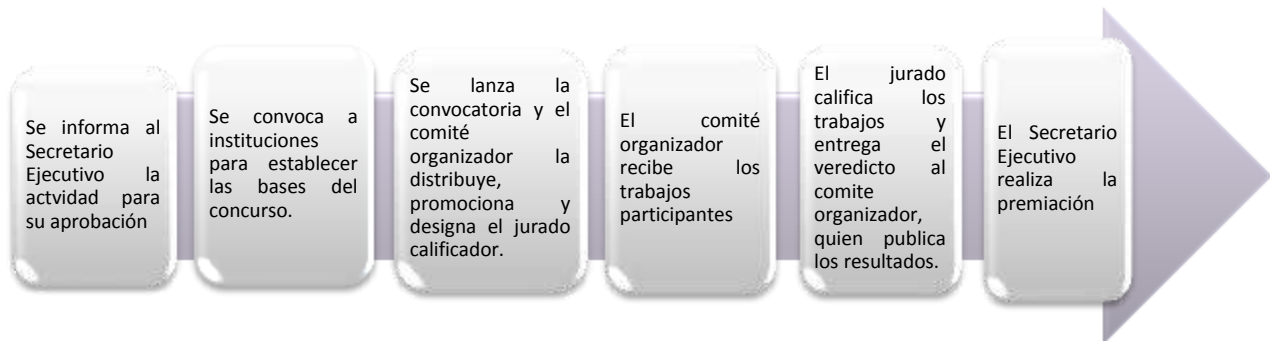 Se informa al
Secretario
Ejecutivo la
actvidad para
su aprobación
Se convoca a
instituciones
para establecer
las bases del
concurso.
Se lanza la
convocatoria y el
comité
organizador la
distribuye,
promociona y
designa el jurado
calificador.
El comité
organizador
recibe los
trabajos
participantes
El jurado
califica los
trabajos y
entrega el
veredicto al
comite
organizador,
quien publica
los resultados.
El Secretario
Ejecutivo
realiza la
premiación